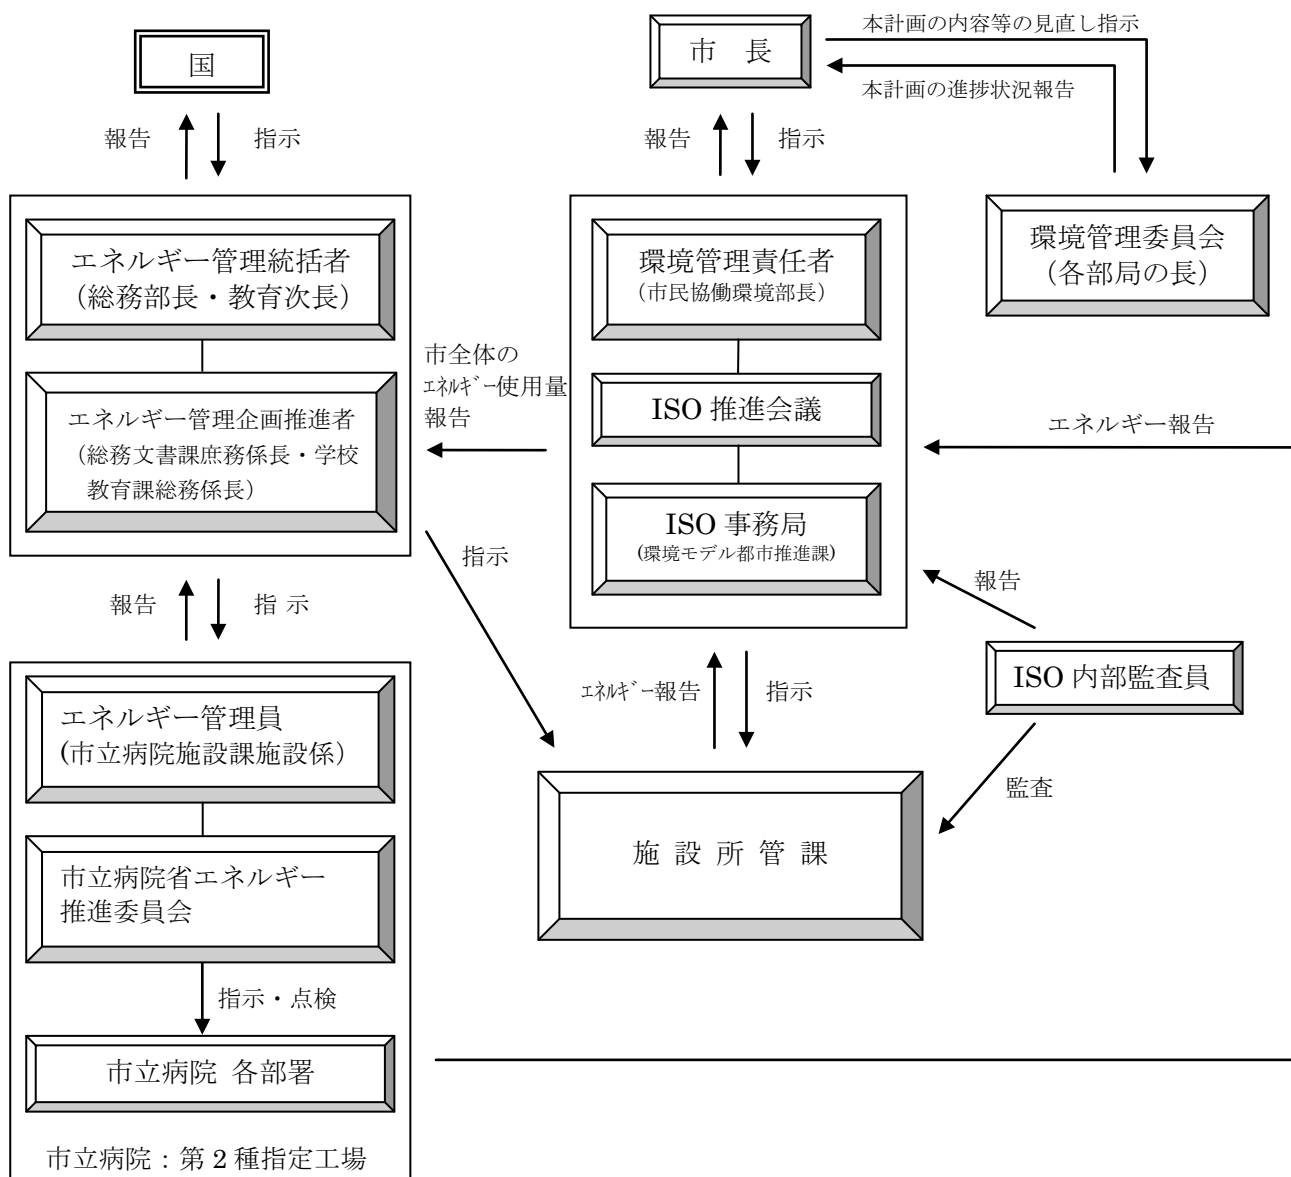 国
市 長
本計画の内容等の見直し指示
本計画の進捗状況報告
報告
指示
報告
指示
エネルギー管理統括者
（総務部長・教育次長）
環境管理責任者
（市民協働環境部長）
環境管理委員会
（各部局の長）
市全体の
ｴﾈﾙｷﾞｰ使用量
報告
エネルギー管理企画推進者
（総務文書課庶務係長・学校
教育課総務係長）
ISO 推進会議
エネルギー報告
ISO 事務局
(環境モデル都市推進課)
指示
報告
報告
指 示
ISO 内部監査員
ｴﾈﾙｷﾞｰ報告
指示
エネルギー管理員
(市立病院施設課施設係）
監査
施 設 所 管 課
市立病院省エネルギー
推進委員会
指示・点検
市立病院 各部署
市立病院：第 2 種指定工場